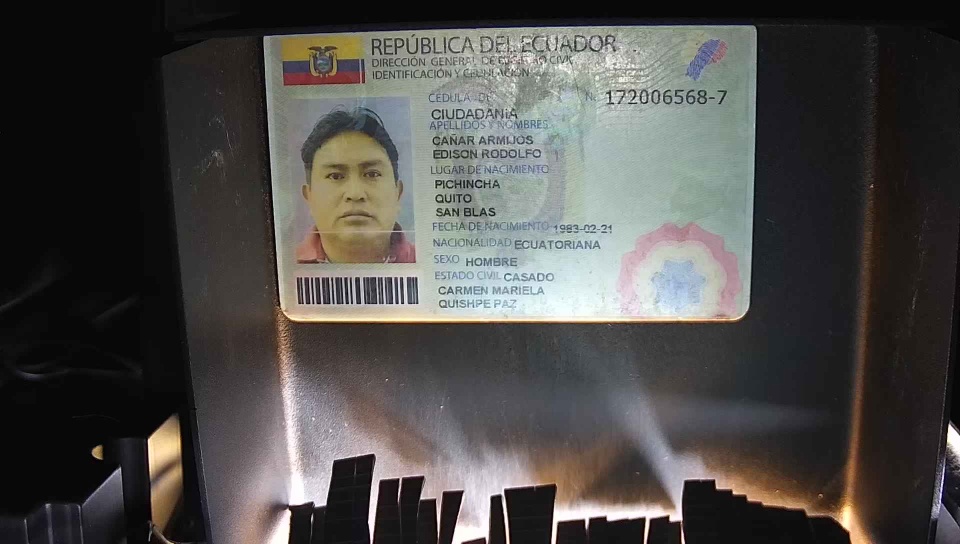 REPÚBLICA DEL ECUADOR
DIRECCIÓN GENERAL DE REGISTRO CIVIL
IDENTIFICACIÓN Y CEDULACIÓN
CÉDULA DE N. 172006568-7
CIUDADANÍA
APELLIDOS Y NOMBRES
CAÑAR ARMIJOS
EDISON RODOLFO
LUGAR DE NACIMIENTO
PICHINCHA
QUITO
SAN BLAS
FECHA DE NACIMIENTO 1983-02-21
NACIONALIDAD ECUATORIANA
SEXO HOMBRE
ESTADO CIVIL CASADO
CARMEN MARIELA
QUISHPE PAZ